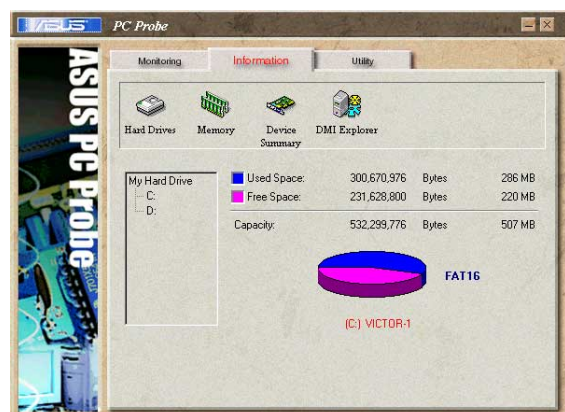 /ISUS PC Probe
ASUS PC Probe
Monitoring Information Utility
Hard Drives Memory Device Summary DMI Explorer
My Hard Drive
C:
D:
Used Space: 300,670,976 Bytes 286 MB
Free Space: 231,628,800 Bytes 220 MB
Capacity: 532,299,776 Bytes 507 MB
FAT16
(C:) VICTOR-1